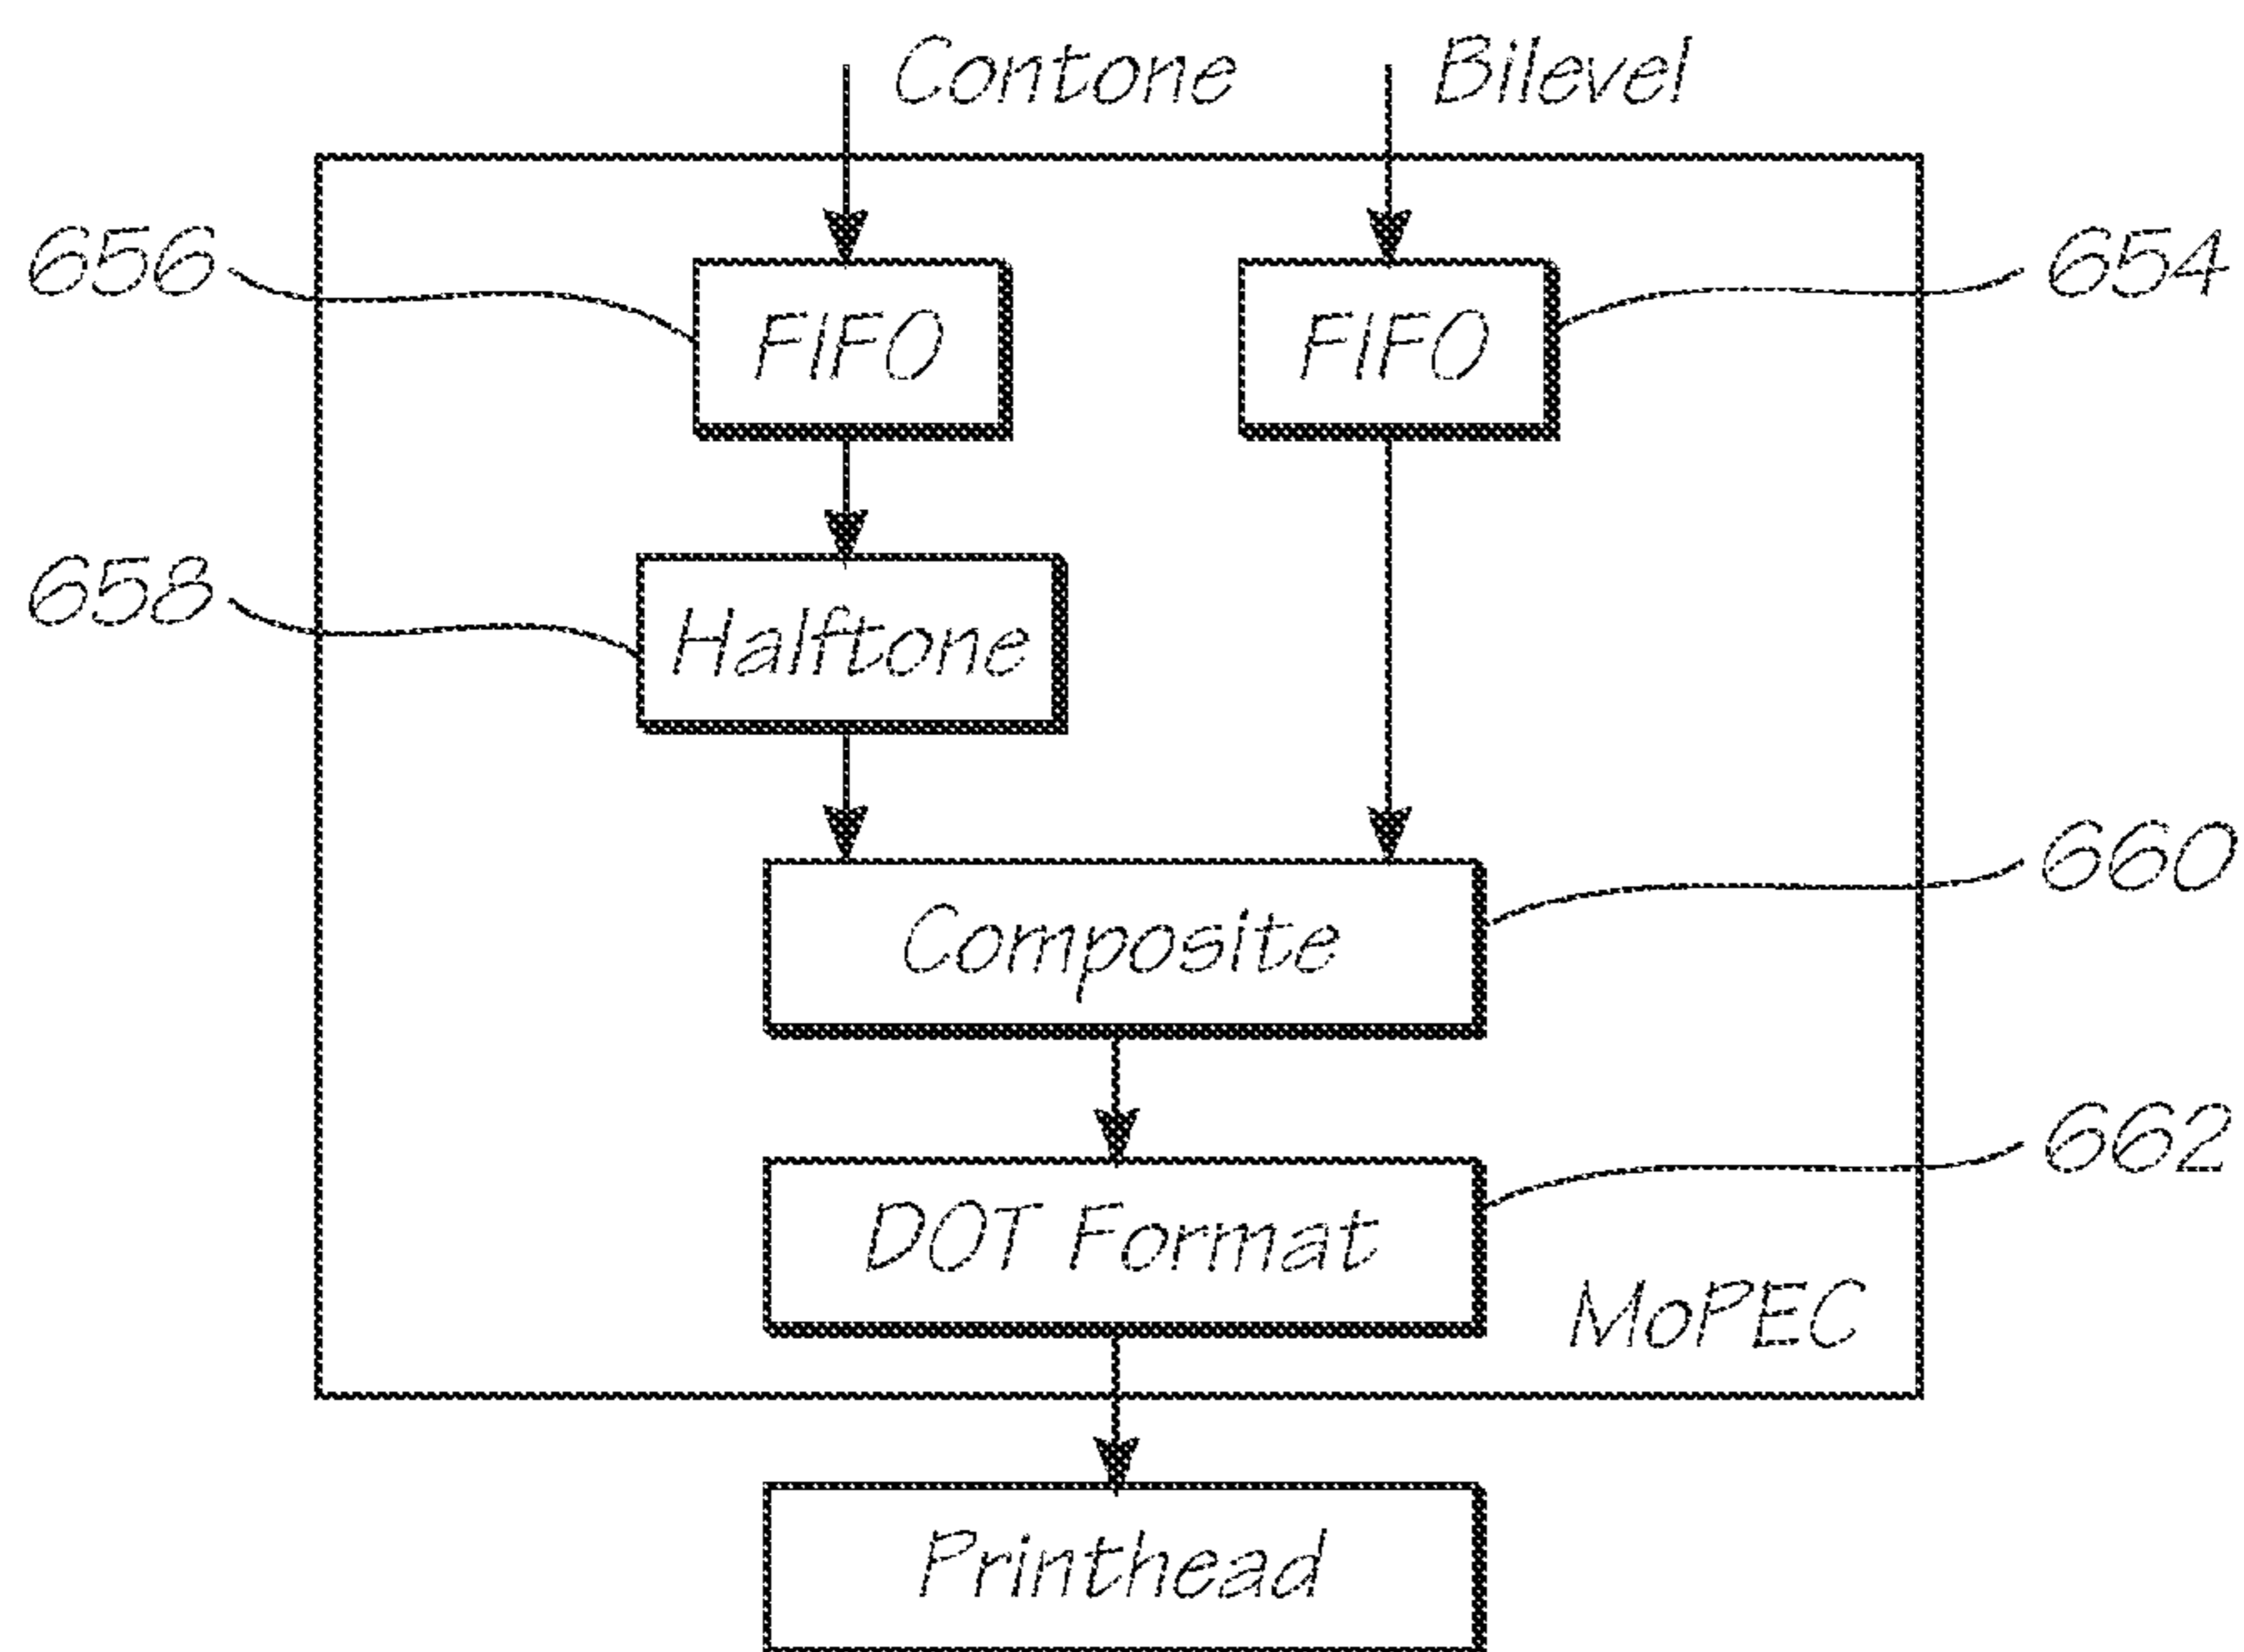 Contone
Bilevel
656
FIFO
FIFO
654
658
Halftone
Composite
660
DOT Format
662
MoPEC
Printhead